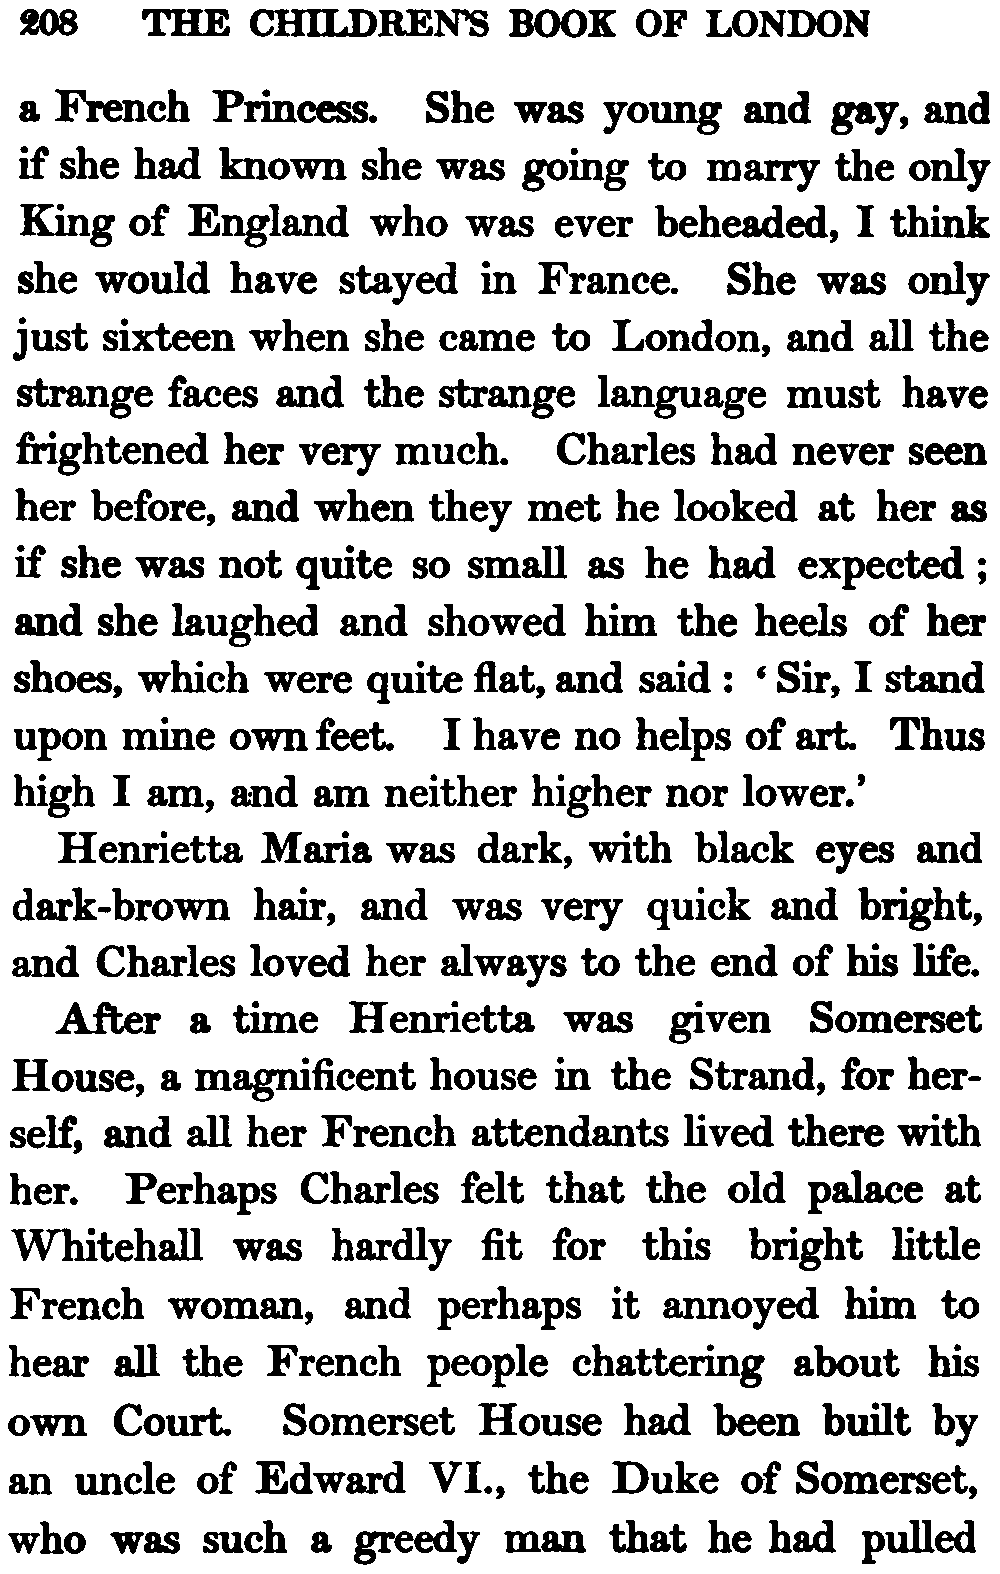 208 THE CHILDREN'S BOOK OF LONDON
a French Princess. She was young and gay, and
if she had known she was going to marry the only
King of England who was ever beheaded, I think
she would have stayed in France. She was only
just sixteen when she came to London, and all the
strange faces and the strange language must have
frightened her very much. Charles had never seen
her before, and when they met he looked at her as
if she was not quite so small as he had expected ;
and she laughed and showed him the heels of her
shoes, which were quite flat, and said : ‘ Sir, I stand
upon mine own feet. I have no helps of art. Thus
high I am, and am neither higher nor lower.’
Henrietta Maria was dark, with black eyes and
dark-brown hair, and was very quick and bright,
and Charles loved her always to the end of his life.
After a time Henrietta was given Somerset
House, a magnificent house in the Strand, for her-
self, and all her French attendants lived there with
her. Perhaps Charles felt that the old palace at
Whitehall was hardly fit for this bright little
French woman, and perhaps it annoyed him to
hear all the French people chattering about his
own Court. Somerset House had been built by
an uncle of Edward VI., the Duke of Somerset,
who was such a greedy man that he had pulled